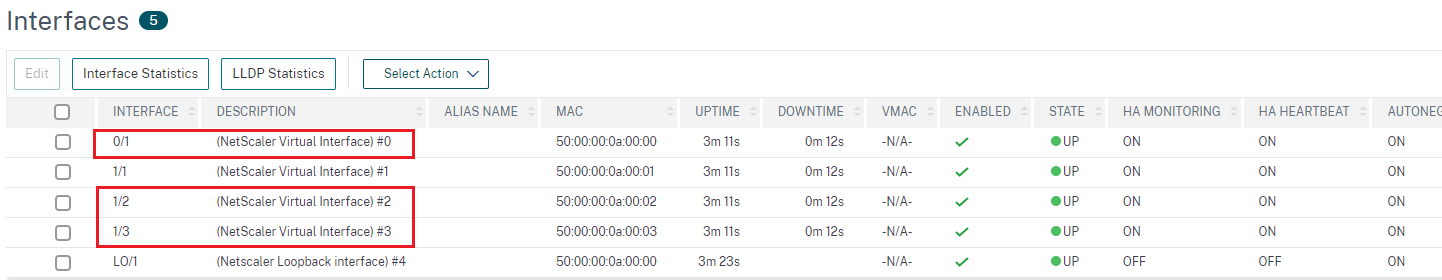 Interfaces 5
Edit Interface Statistics LLDP Statistics Select Action
INTERFACE DESCRIPTION ALIAS NAME MAC UPTIME DOWNTIME VMAC ENABLED STATE HA MONITORING HA HEARTBEAT AUTONEG
0/1 (NetScaler Virtual Interface) #0 50:00:00:0a:00:00 3m 11s 0m 12s -N/A- UP ON ON ON
1/1 (NetScaler Virtual Interface) #1 50:00:00:0a:00:01 3m 11s 0m 12s -N/A- UP ON ON ON
1/2 (NetScaler Virtual Interface) #2 50:00:00:0a:00:02 3m 11s 0m 12s -N/A- UP ON ON ON
1/3 (NetScaler Virtual Interface) #3 50:00:00:0a:00:03 3m 11s 0m 12s -N/A- UP ON ON ON
LO/1 (Netscaler Loopback interface) #4 50:00:00:0a:00:00 3m 23s -N/A- UP OFF OFF ON